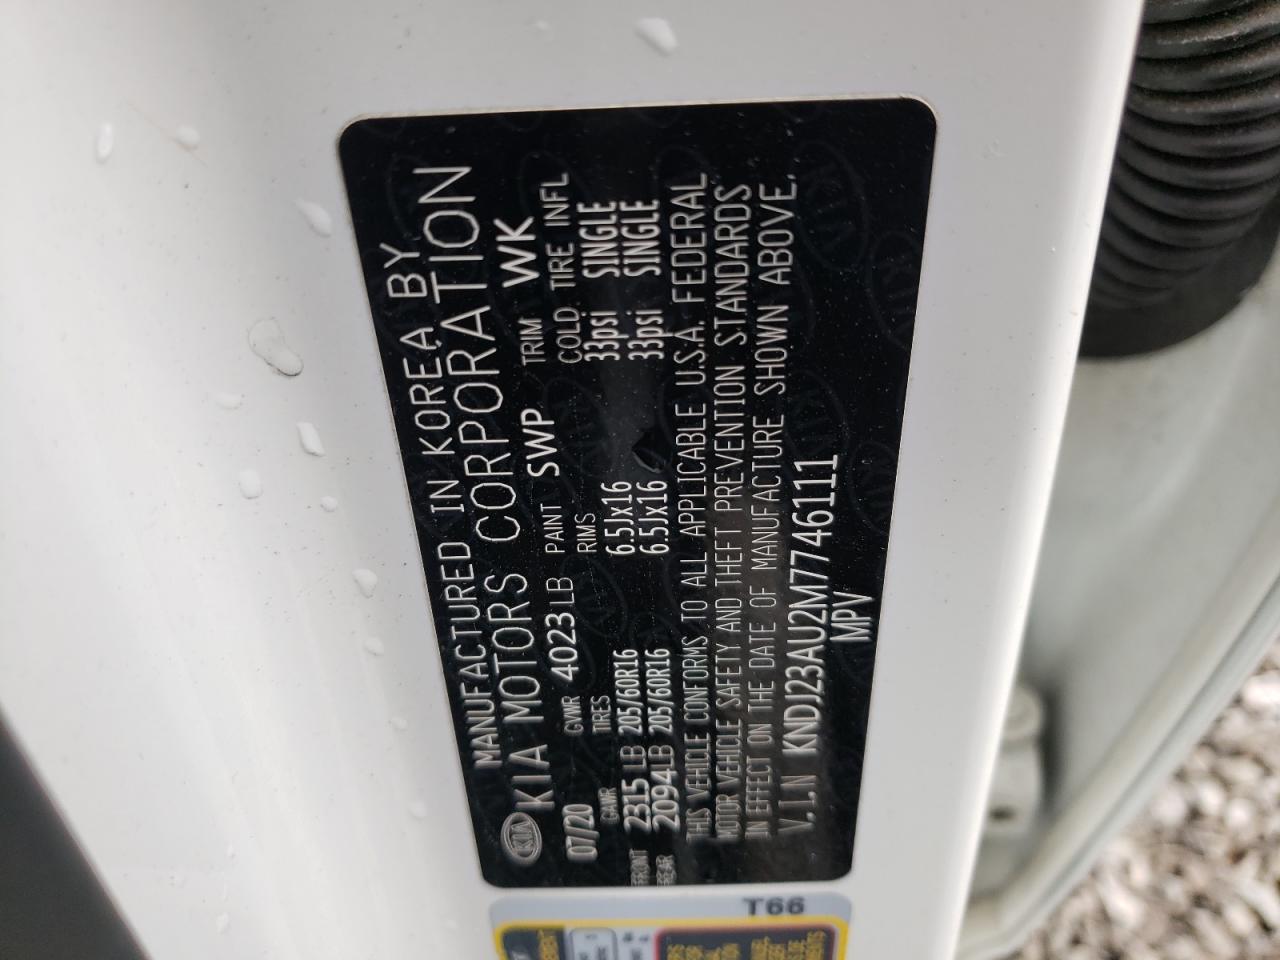 MANUFACTURED IN KOREA BY
KIA KIA MOTORS CORPORATION
07/20 GVWR 4023LB PAINT SWP TRIM WK
GAWR TIRES RIMS COLD. TIRE INFL
FRONT 2315 LB 205/60R16 6.5Jx16 33psi SINGLE
REAR 2094LB 205/60R16 6.5Jx16 33psi SINGLE
THIS VEHICLE CONFORMS TO ALL APPLICABLE U.S.A. FEDERAL
MOTOR VEHICLE SAFETY AND THEFT PREVENTION STANDARDS
IN EFFECT ON THE DATE OF MANUFACTURE SHOWN ABOVE.
V.I.N KNDJ23AU2M7746111
MPV
T66